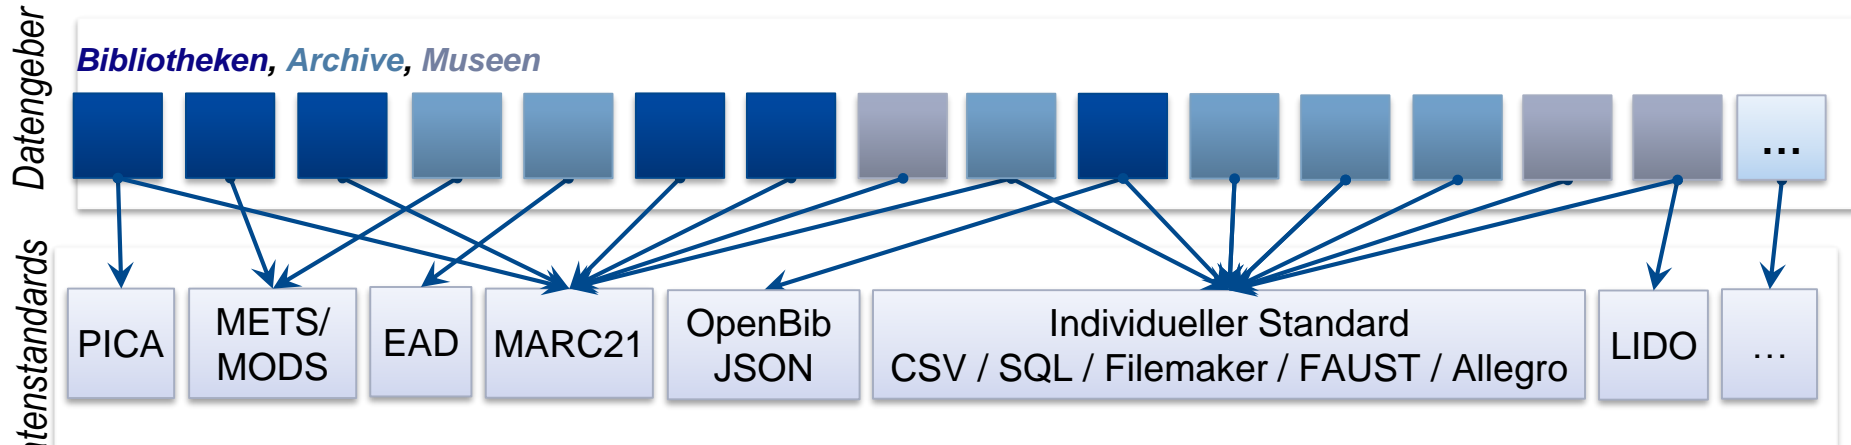 Datengeber
Bibliotheken, Archive, Museen
...
PICA
METS/
MODS
EAD
MARC21
OpenBib
JSON
Individueller Standard
CSV / SQL / Filemaker / FAUST / Allegro
LIDO
...
tenstandards